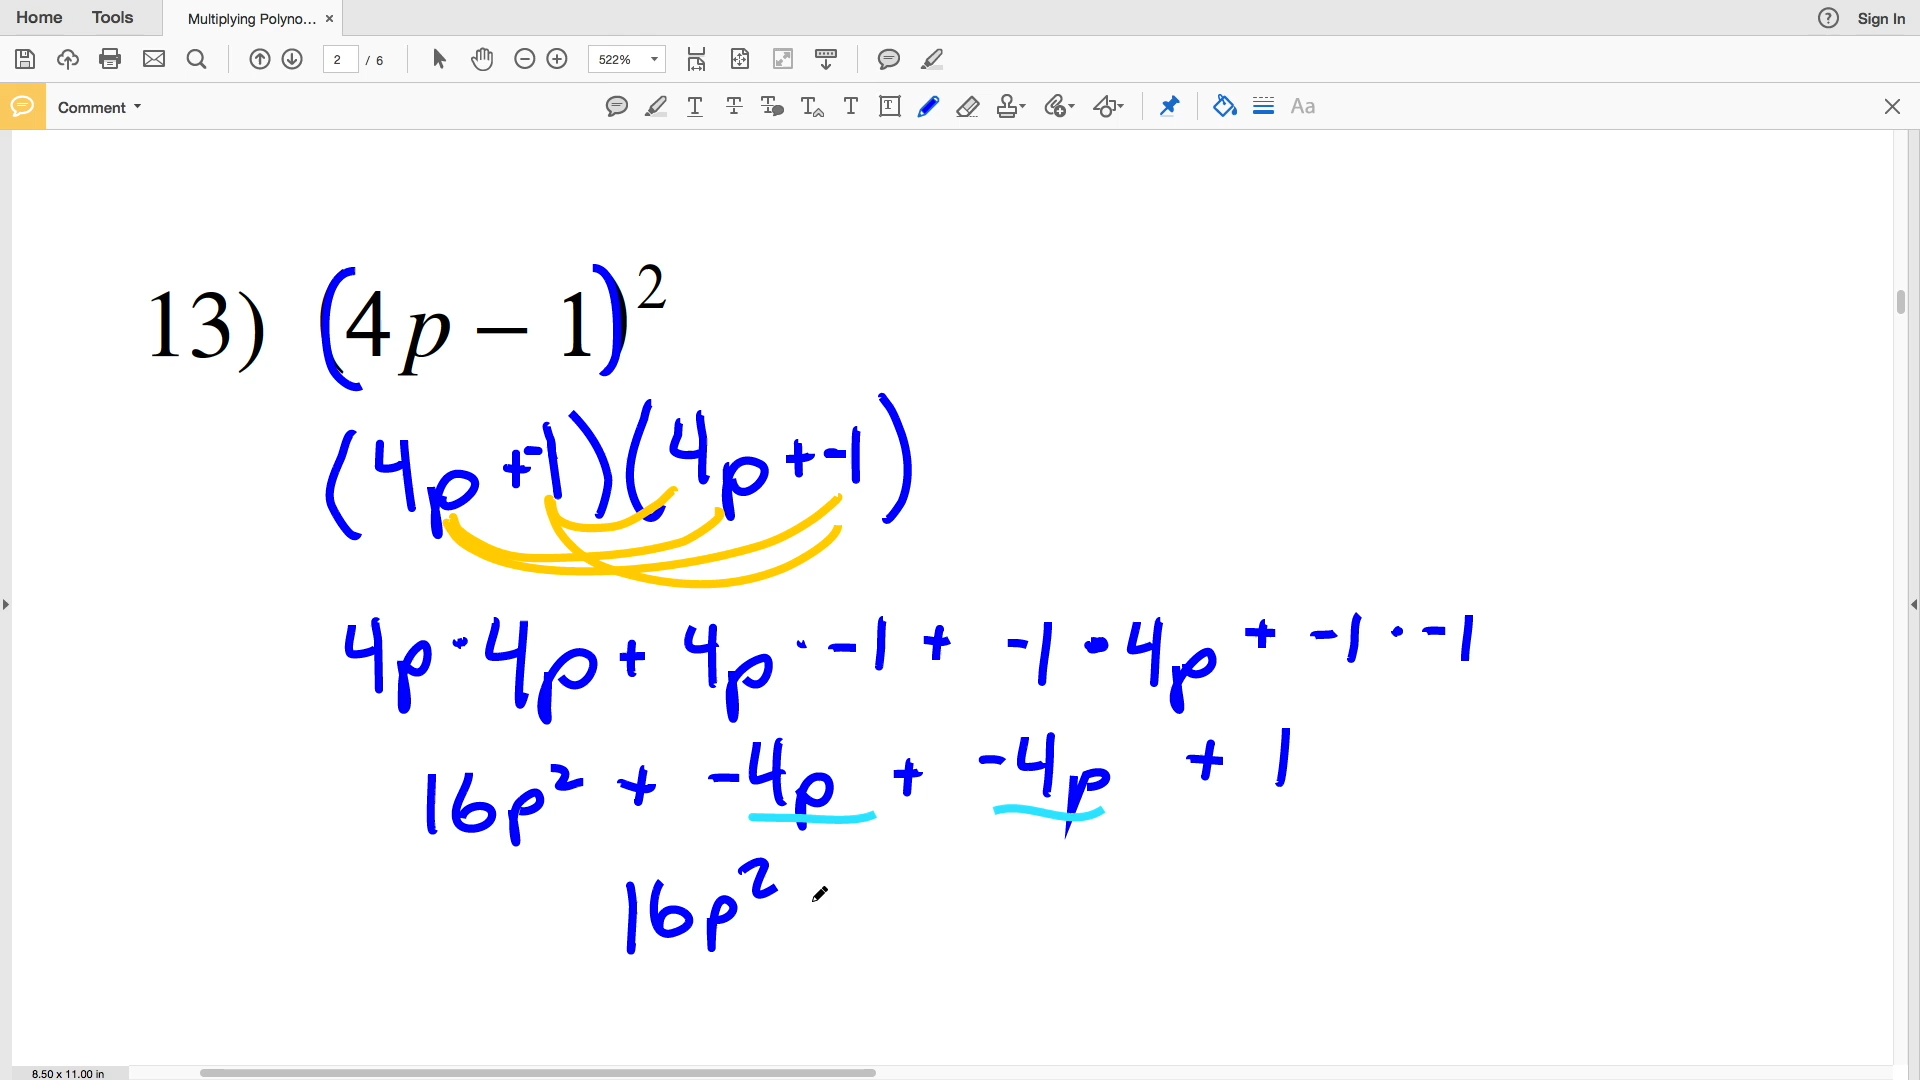 Home Tools Multiplying Polyno... × ? Sign In
2 / 6 522%
Comment T T T T T T Aa
13) (4p − 1)²
(4p + -1)(4p + -1)
4p · 4p + 4p · -1 + -1 · 4p + -1 · -1
16p² + -4p + -4p + 1
16p²
8.50 x 11.00 in